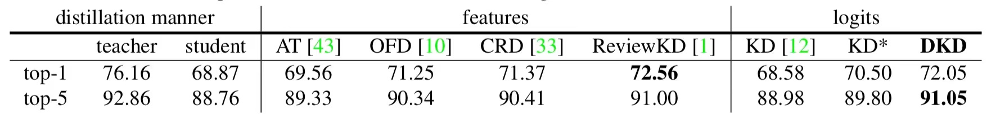 distillation manner features logits
teacher student AT [43] OFD [10] CRD [33] ReviewKD [1] KD [12] KD* DKD
top-1 76.16 68.87 69.56 71.25 71.37 72.56 68.58 70.50 72.05
top-5 92.86 88.76 89.33 90.34 90.41 91.00 88.98 89.80 91.05